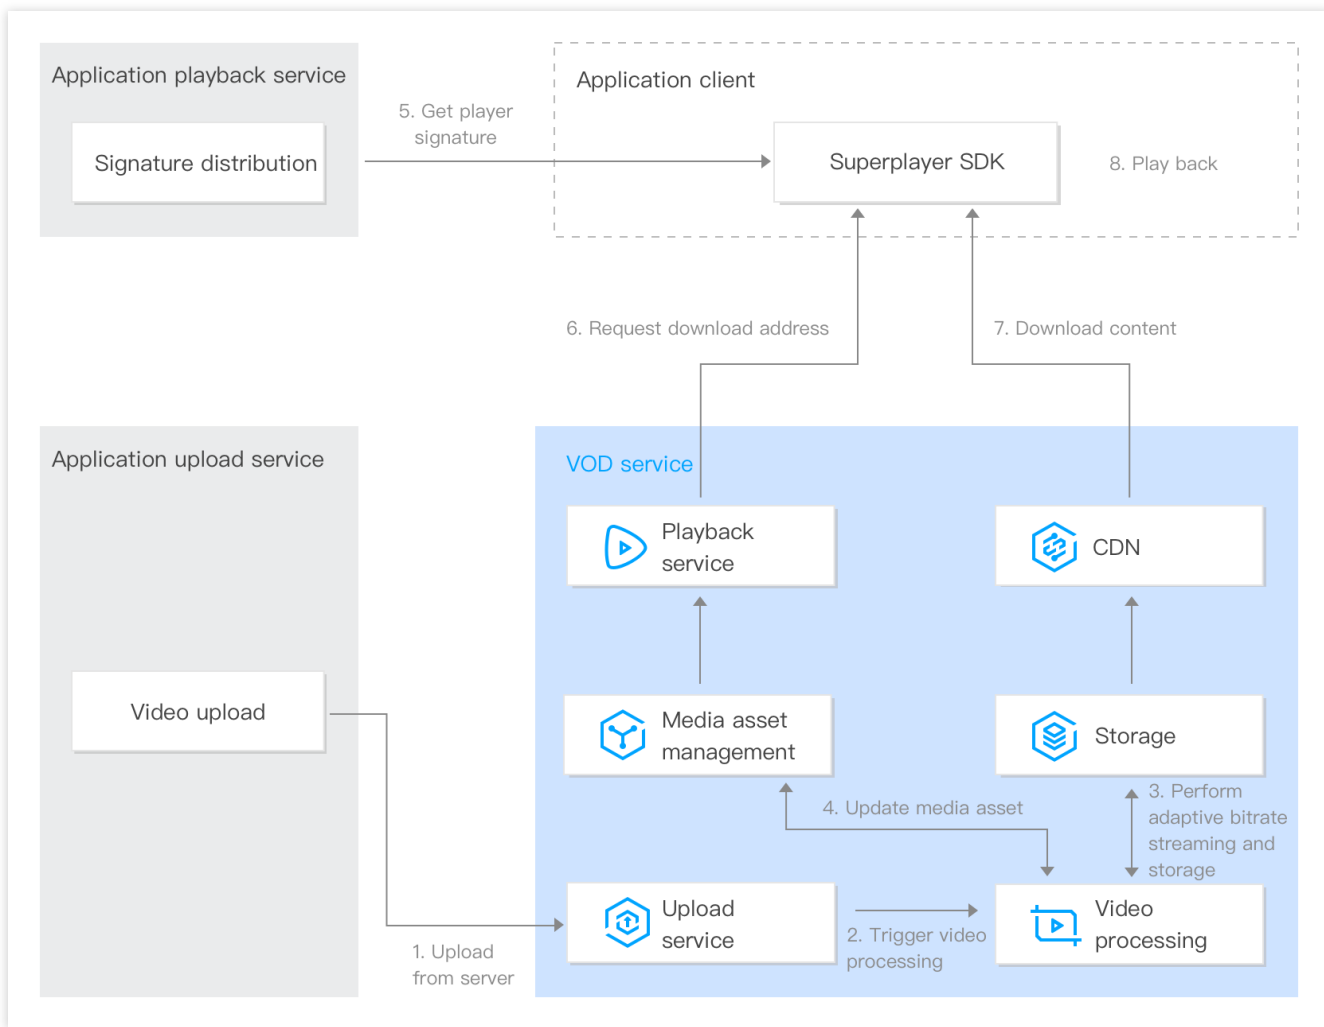 Application playback service
Signature distribution
5. Get player
signature
Application client
Superplayer SDK
8. Play back
6. Request download address
7. Download content
Application upload service
Video upload
VOD service
Playback
service
CDN
Media asset
management
Storage
4. Update media asset
3. Perform
adaptive bitrate
streaming and
storage
Upload
service
2. Trigger video
processing
Video
processing
1. Upload
from server